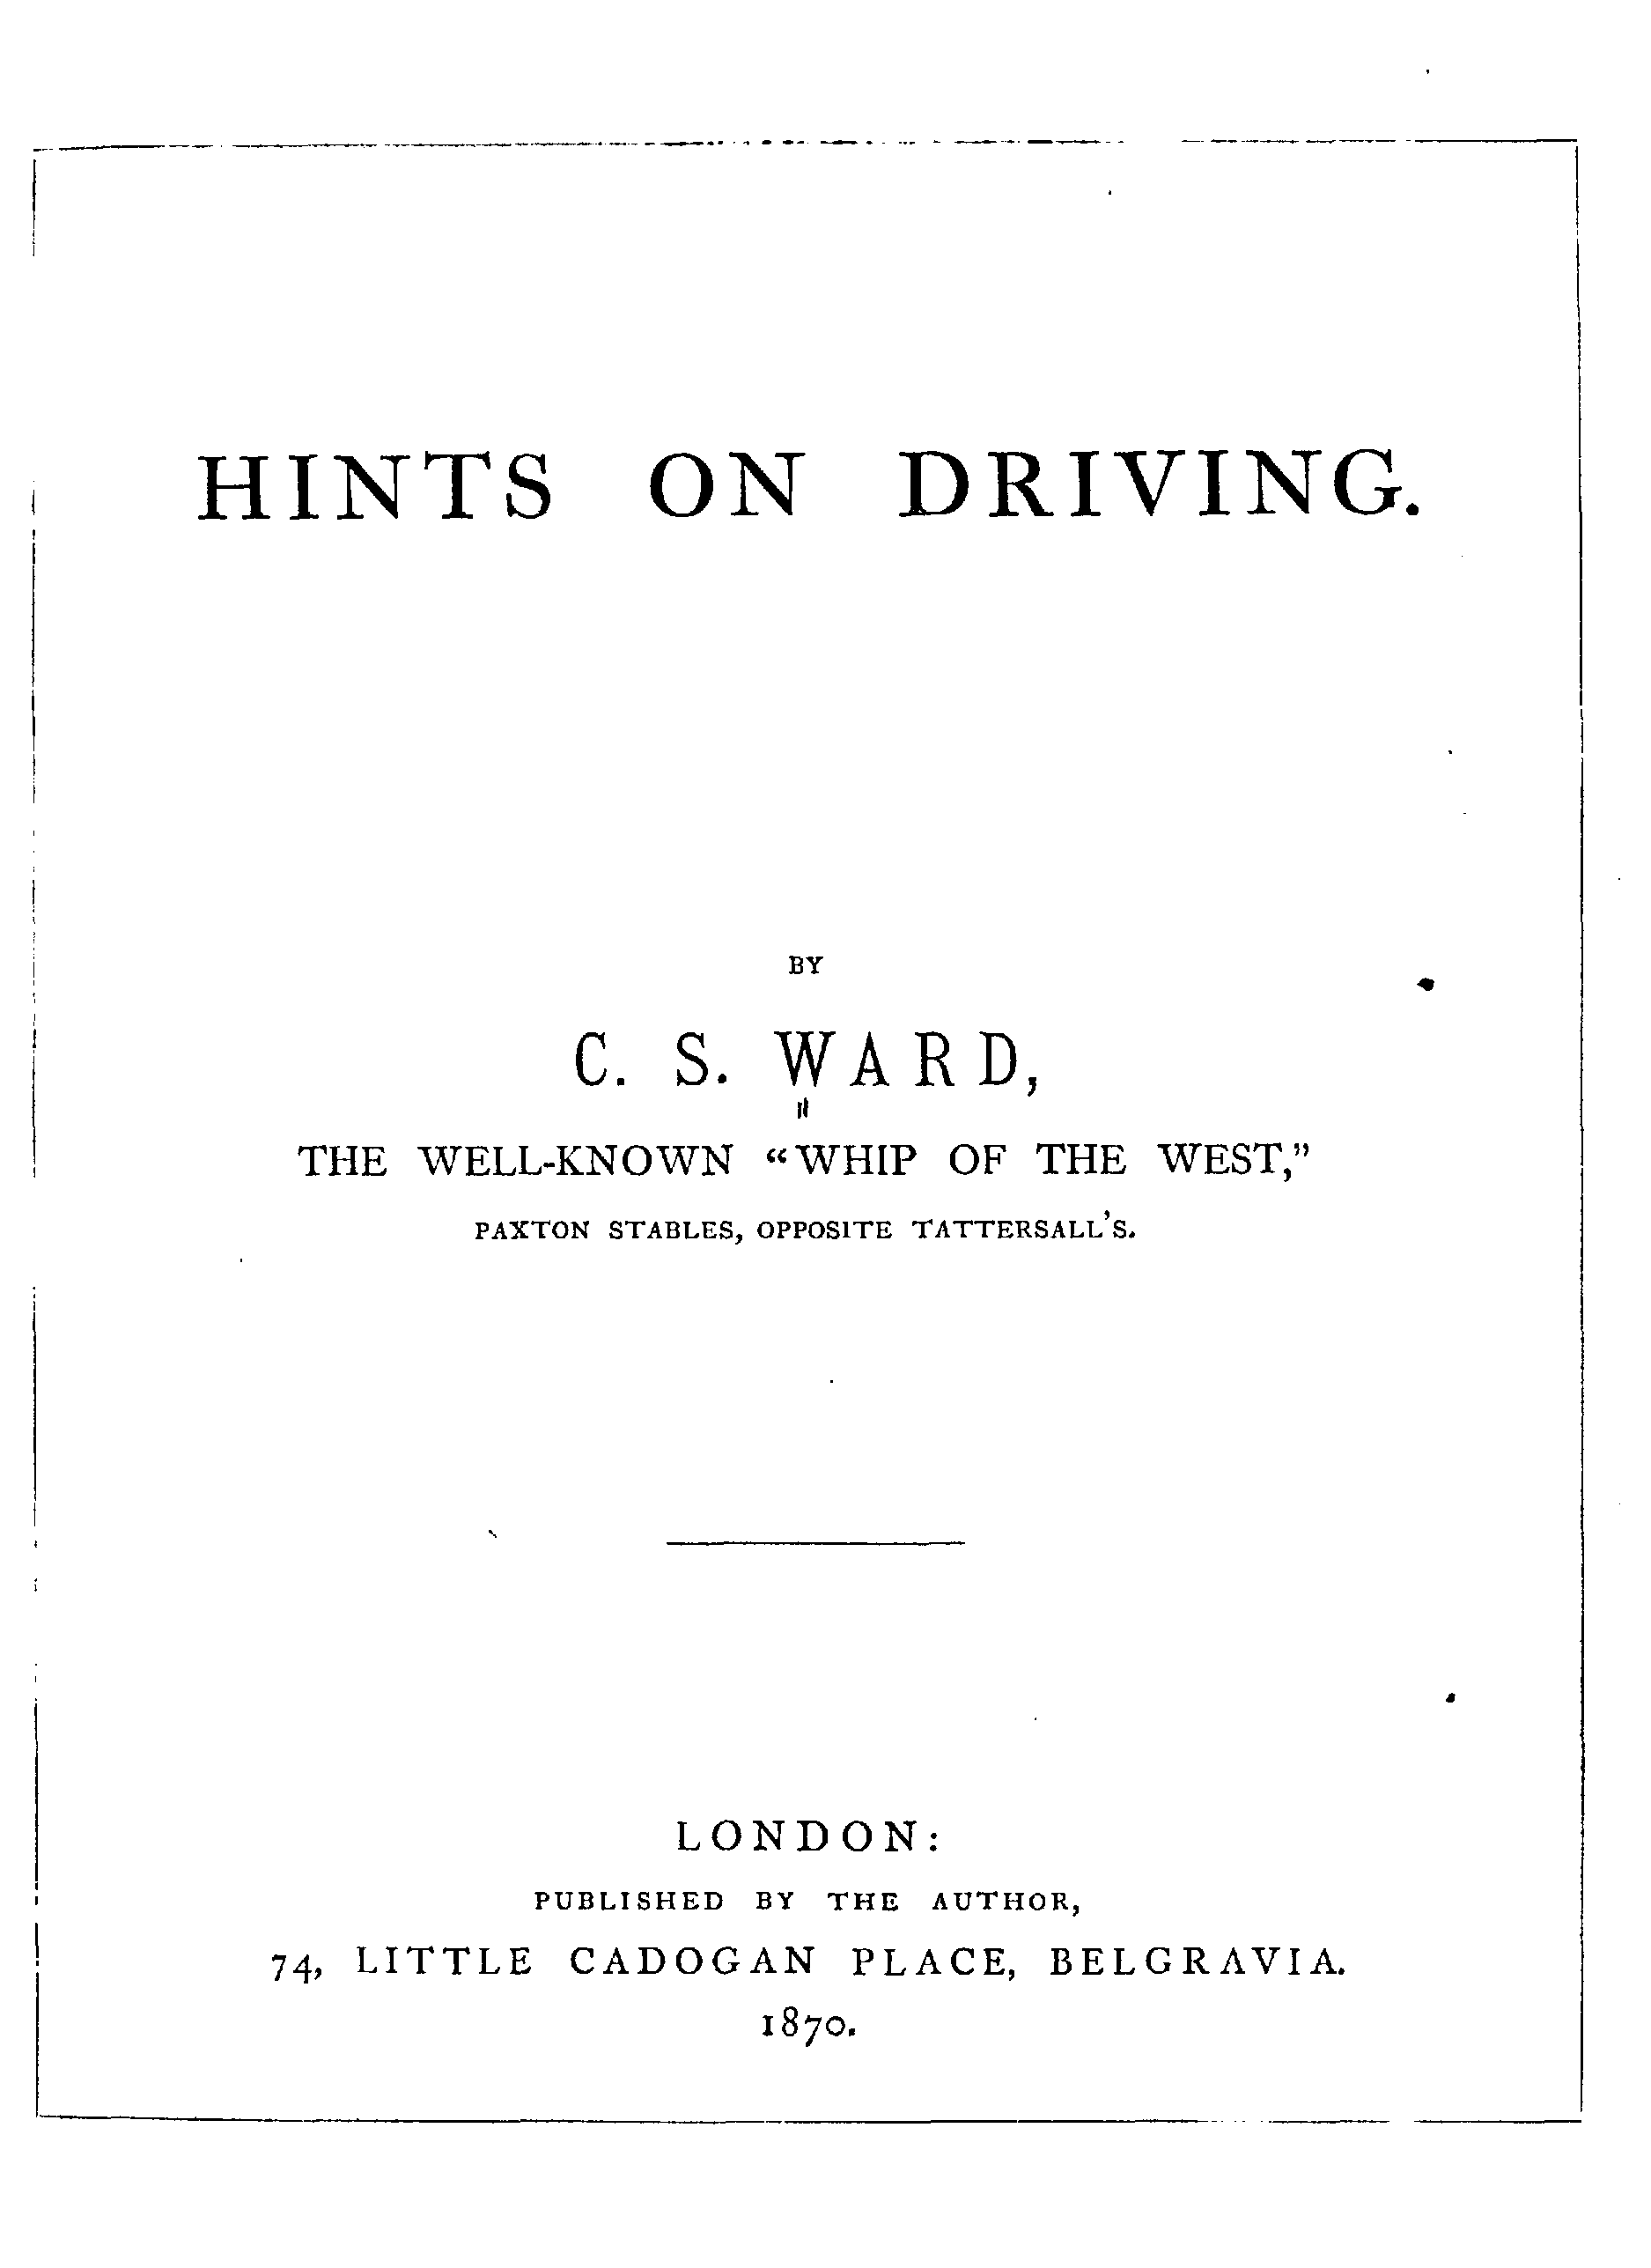 HINTS ON DRIVING.
BY
C. S. WARD,
THE WELL-KNOWN “WHIP OF THE WEST,”
PAXTON STABLES, OPPOSITE TATTERSALL'S.
LONDON:
PUBLISHED BY THE AUTHOR,
74, LITTLE CADOGAN PLACE, BELGRAVIA.
1870.